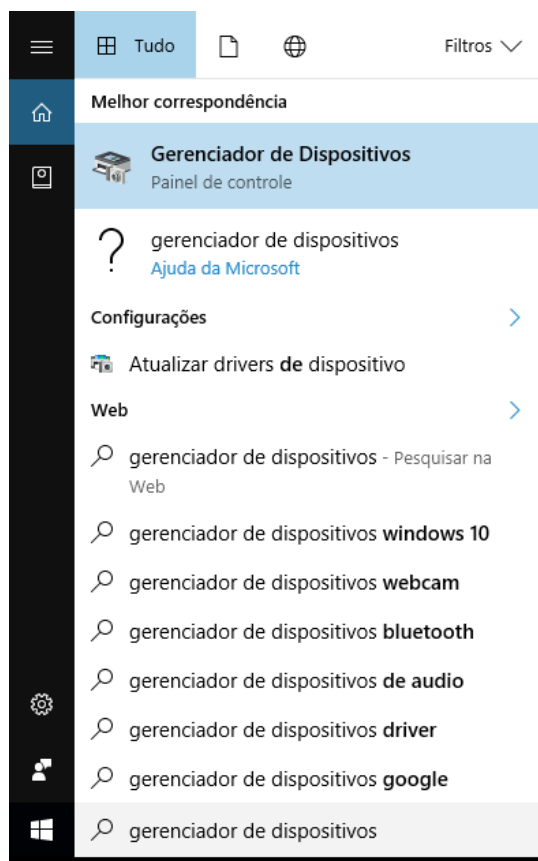 Tudo
Filtros
Melhor correspondência
Gerenciador de Dispositivos
Painel de controle
gerenciador de dispositivos
Ajuda da Microsoft
Configurações
Atualizar drivers de dispositivo
Web
gerenciador de dispositivos - Pesquisar na
Web
gerenciador de dispositivos windows 10
gerenciador de dispositivos webcam
gerenciador de dispositivos bluetooth
gerenciador de dispositivos de audio
gerenciador de dispositivos driver
gerenciador de dispositivos google
gerenciador de dispositivos